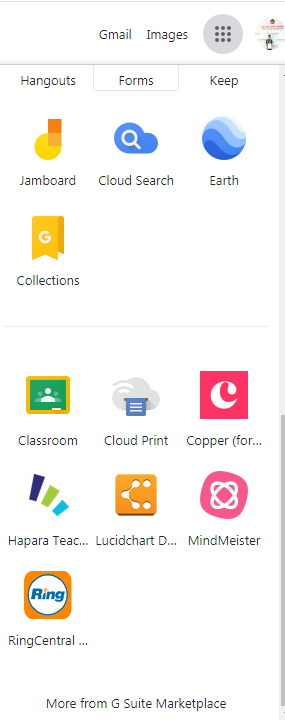 Gmail Images
Hangouts Forms Keep
Jamboard Cloud Search Earth
G
Collections
Classroom Cloud Print Copper (for...
Hapara Teac... Lucidchart D... MindMeister
Ring
RingCentral ...
More from G Suite Marketplace